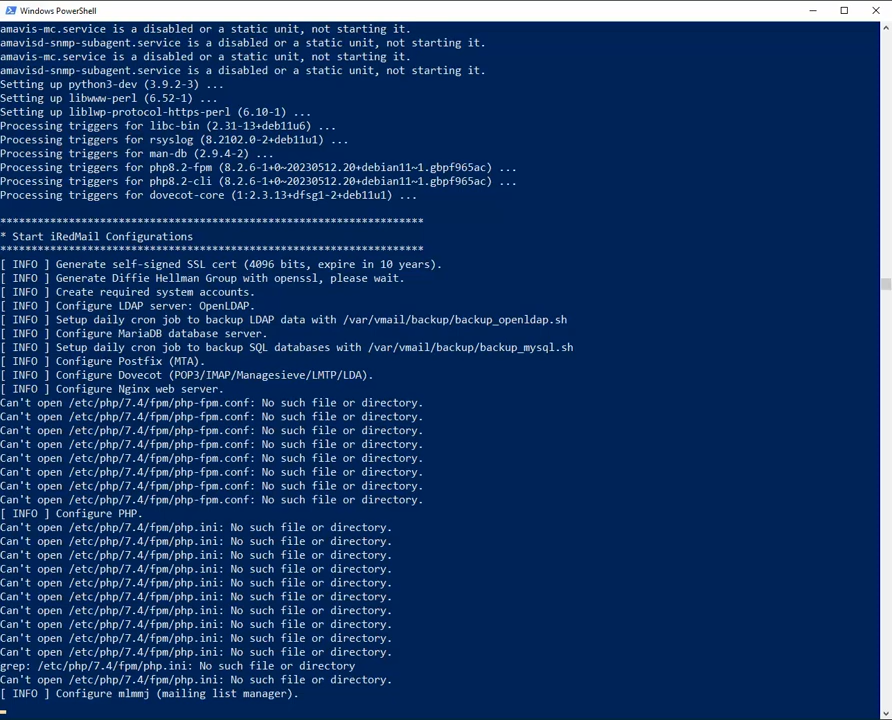 Windows PowerShell
amavis-mc.service is a disabled or a static unit, not starting it.
amavisd-snmp-subagent.service is a disabled or a static unit, not starting it.
amavis-mc.service is a disabled or a static unit, not starting it.
amavisd-snmp-subagent.service is a disabled or a static unit, not starting it.
Setting up python3-dev (3.9.2-3) ...
Setting up libwww-perl (6.52-1) ...
Setting up liblwp-protocol-https-perl (6.10-1) ...
Processing triggers for libc-bin (2.31-13+deb11u6) ...
Processing triggers for rsyslog (8.2102.0-2+deb11u1) ...
Processing triggers for man-db (2.9.4-2) ...
Processing triggers for php8.2-fpm (8.2.6-1+0~20230512.20+debian11~1.gbpf965ac) ...
Processing triggers for php8.2-cli (8.2.6-1+0~20230512.20+debian11~1.gbpf965ac) ...
Processing triggers for dovecot-core (1:2.3.13+dfsg1-2+deb11u1) ...
********************************************************************
* Start iRedMail Configurations
********************************************************************
[ INFO ] Generate self-signed SSL cert (4096 bits, expire in 10 years).
[ INFO ] Generate Diffie Hellman Group with openssl, please wait.
[ INFO ] Create required system accounts.
[ INFO ] Configure LDAP server: OpenLDAP.
[ INFO ] Setup daily cron job to backup LDAP data with /var/vmail/backup/backup_openldap.sh
[ INFO ] Configure MariaDB database server.
[ INFO ] Setup daily cron job to backup SQL databases with /var/vmail/backup/backup_mysql.sh
[ INFO ] Configure Postfix (MTA).
[ INFO ] Configure Dovecot (POP3/IMAP/Managesieve/LMTP/LDA).
[ INFO ] Configure Nginx web server.
Can't open /etc/php/7.4/fpm/php-fpm.conf: No such file or directory.
Can't open /etc/php/7.4/fpm/php-fpm.conf: No such file or directory.
Can't open /etc/php/7.4/fpm/php-fpm.conf: No such file or directory.
Can't open /etc/php/7.4/fpm/php-fpm.conf: No such file or directory.
Can't open /etc/php/7.4/fpm/php-fpm.conf: No such file or directory.
Can't open /etc/php/7.4/fpm/php-fpm.conf: No such file or directory.
Can't open /etc/php/7.4/fpm/php-fpm.conf: No such file or directory.
Can't open /etc/php/7.4/fpm/php-fpm.conf: No such file or directory.
[ INFO ] Configure PHP.
Can't open /etc/php/7.4/fpm/php.ini: No such file or directory.
Can't open /etc/php/7.4/fpm/php.ini: No such file or directory.
Can't open /etc/php/7.4/fpm/php.ini: No such file or directory.
Can't open /etc/php/7.4/fpm/php.ini: No such file or directory.
Can't open /etc/php/7.4/fpm/php.ini: No such file or directory.
Can't open /etc/php/7.4/fpm/php.ini: No such file or directory.
Can't open /etc/php/7.4/fpm/php.ini: No such file or directory.
Can't open /etc/php/7.4/fpm/php.ini: No such file or directory.
Can't open /etc/php/7.4/fpm/php.ini: No such file or directory.
Can't open /etc/php/7.4/fpm/php.ini: No such file or directory.
grep: /etc/php/7.4/fpm/php.ini: No such file or directory
Can't open /etc/php/7.4/fpm/php.ini: No such file or directory.
[ INFO ] Configure mlmmj (mailing list manager).